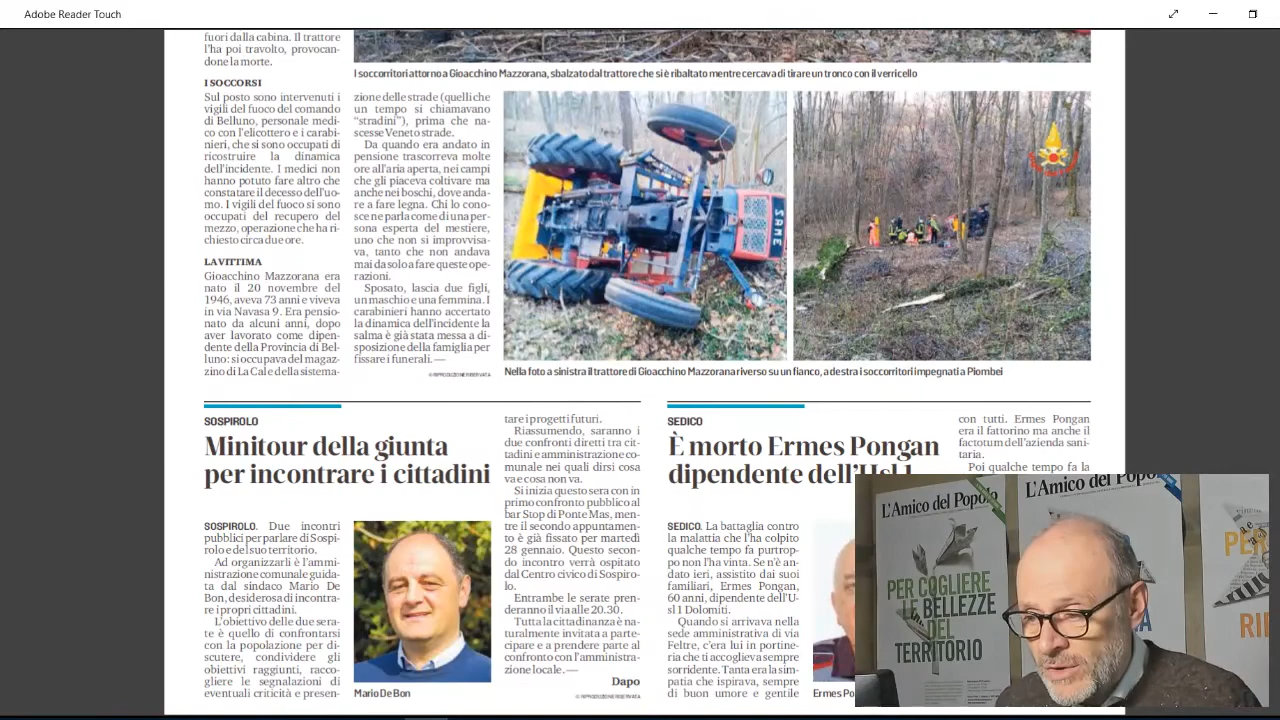 Adobe Reader Touch
fuori dalla cabina. Il trattore
l'ha poi travolto, provocan-
done la morte.
I SOCCORSI
Sul posto sono intervenuti i
vigili del fuoco del comando
di Belluno, personale medi-
co con l'elicottero e i carabi-
nieri, che si sono occupati di
ricostruire la dinamica
dell'incidente. I medici non
hanno potuto fare altro che
constatare il decesso dell'uo-
mo. I vigili del fuoco si sono
occupati del recupero del
mezzo, operazione che ha ri-
chiesto circa due ore.
LA VITTIMA
Gioacchino Mazzorana era
nato il 20 novembre del
1946, aveva 73 anni e viveva
in via Navasa 9. Era pensio-
nato da alcuni anni, dopo
aver lavorato come dipen-
dente della Provincia di Bel-
luno: si occupava del magaz-
zino di La Cal e della sistema-
zione delle strade (quelli che
un tempo si chiamavano
“stradini”), prima che na-
scesse Veneto strade.
Da quando era andato in
pensione trascorreva molte
ore all'aria aperta, nei campi
che gli piaceva coltivare ma
anche nei boschi, dove anda-
re a fare legna. Chi lo cono-
sce ne parla come di una per-
sona esperta del mestiere,
uno che non si improvvisa-
va, tanto che non andava
mai da solo a fare queste ope-
razioni.
Sposato, lascia due figli,
un maschio e una femmina. I
carabinieri hanno accertato
la dinamica dell'incidente la
salma è già stata messa a di-
sposizione della famiglia per
fissare i funerali. —
© RIPRODUZIONE RISERVATA
I soccorritori attorno a Gioacchino Mazzorana, sbalzato dal trattore che si è ribaltato mentre cercava di tirare un tronco con il verricello
SAME
Nella foto a sinistra il trattore di Gioacchino Mazzorana riverso su un fianco, a destra i soccorritori impegnati a Piombei
SOSPIROLO
Minitour della giunta
per incontrare i cittadini
SOSPIROLO. Due incontri
pubblici per parlare di Sospi-
rolo e del suo territorio.
Ad organizzarli è l'ammi-
nistrazione comunale guida-
ta dal sindaco Mario De
Bon, desiderosa di incontra-
re i propri cittadini.
L'obiettivo delle due sera-
te è quello di confrontarsi
con la popolazione per di-
scutere, condividere gli
obiettivi raggiunti, racco-
gliere le segnalazioni di
eventuali criticità e presen-
Mario De Bon
tare i progetti futuri.
Riassumendo, saranno i
due confronti diretti tra cit-
tadini e amministrazione co-
munale nei quali dirsi cosa
va e cosa non va.
Si inizia questo sera con in
primo confronto pubblico al
bar Stop di Ponte Mas, men-
tre il secondo appuntamen-
to è già fissato per martedì
28 gennaio. Questo secon-
do incontro verrà ospitato
dal Centro civico di Sospiro-
lo.
Entrambe le serate pren-
deranno il via alle 20.30.
Tutta la cittadinanza è na-
turalmente invitata a parte-
cipare e a prendere parte al
confronto con l'amministra-
zione locale. —
Dapo
© RIPRODUZIONE RISERVATA
SEDICO
È morto Ermes Pongan
dipendente dell'Usl 1
SEDICO. La battaglia contro
la malattia che l'ha colpito
qualche tempo fa purtrop-
po non l'ha vinta. Se n'è an-
dato ieri, assistito dai suoi
familiari, Ermes Pongan,
60 anni, dipendente dell'U-
sl 1 Dolomiti.
Quando si arrivava nella
sede amministrativa di via
Feltre, c'era lui in portine-
ria che ti accoglieva sempre
sorridente. Tanta era la sim-
patia che ispirava, sempre
di buon umore e gentile
Ermes Po
con tutti. Ermes Pongan
era il fattorino ma anche il
factotum dell'azienda sani-
taria.
Poi qualche tempo fa la
L'Amico del Popolo
PER COGLIERE
LE BELLEZZE
DEL
TERRITORIO
L'Amico del Popolo